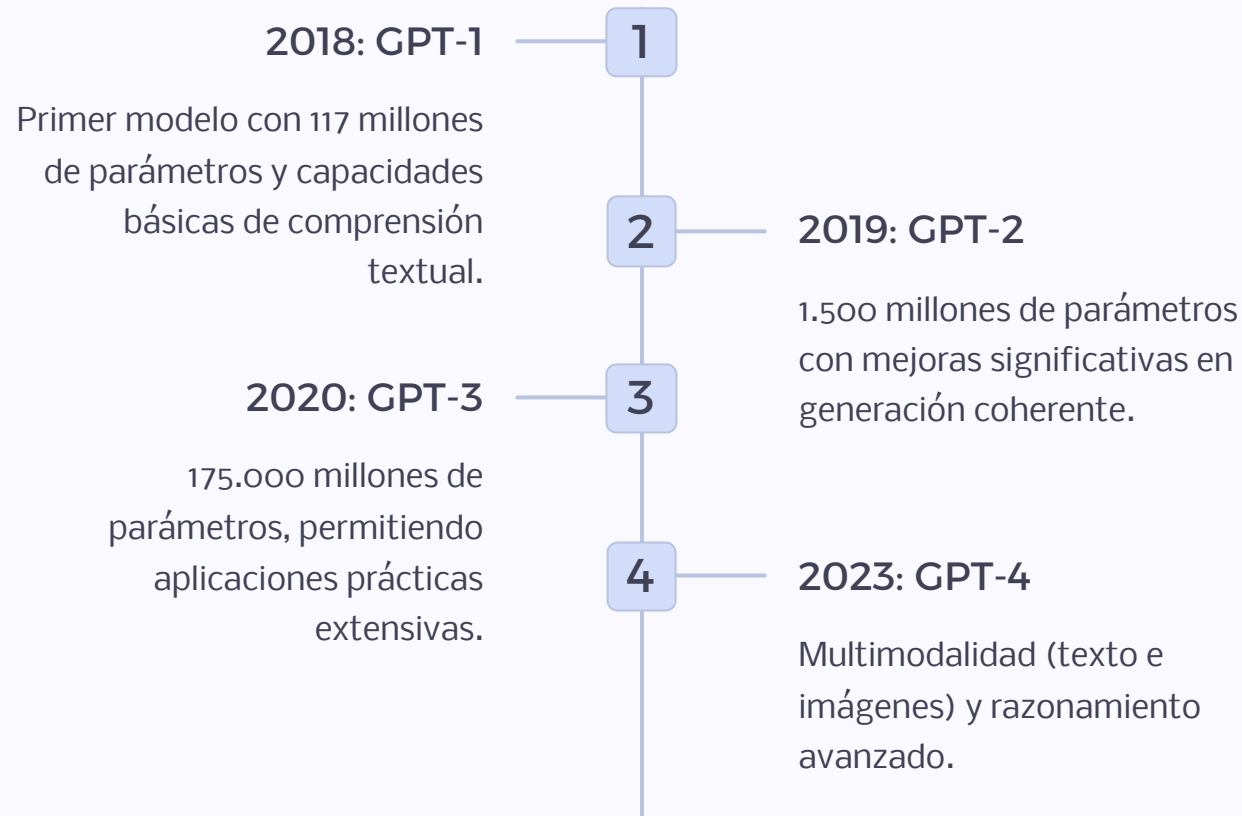 2018: GPT-1
1
Primer modelo con 117 millones
de parámetros y capacidades
básicas de comprensión
textual.
2
2019: GPT-2
1.500 millones de parámetros
con mejoras significativas en
generación coherente.
2020: GPT-3
3
175.000 millones de
parámetros, permitiendo
aplicaciones prácticas
extensivas.
4
2023: GPT-4
Multimodalidad (texto e
imágenes) y razonamiento
avanzado.